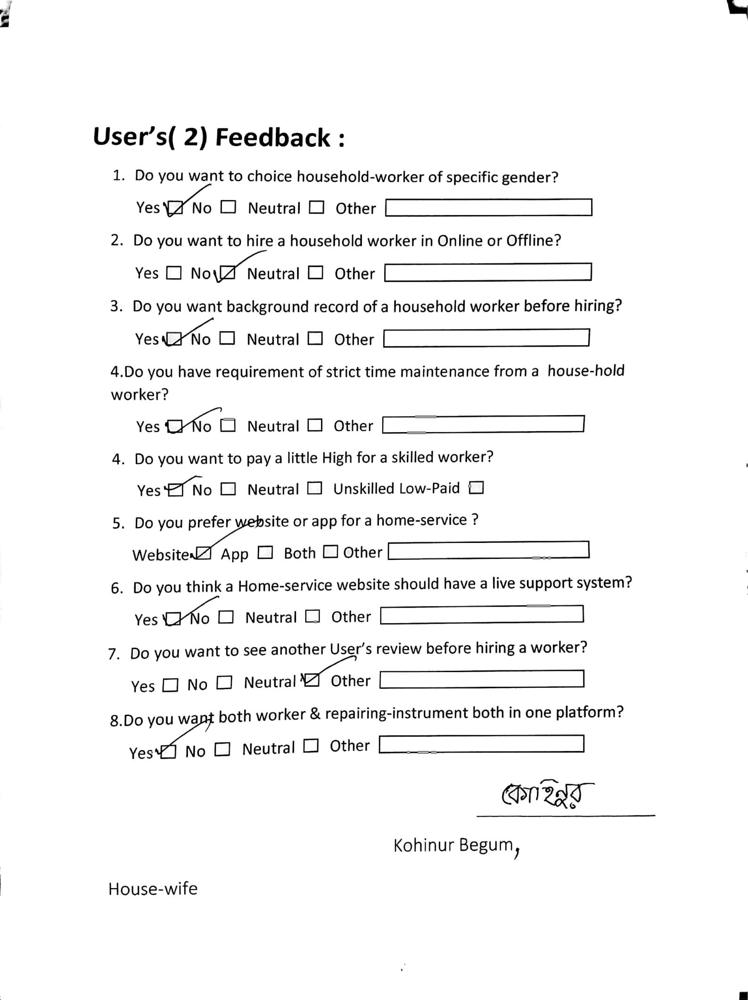 User's( 2) Feedback :
1. Do you want to choice household-worker of specific gender?
Yes ☑ No ☐ Neutral ☐ Other
2. Do you want to hire a household worker in Online or Offline?
Yes ☐ No ☑ Neutral ☐ Other
3. Do you want background record of a household worker before hiring?
Yes ☑ No ☐ Neutral ☐ Other
4.Do you have requirement of strict time maintenance from a house-hold
worker?
Yes ☑ No ☐ Neutral ☐ Other
4. Do you want to pay a little High for a skilled worker?
Yes ☑ No ☐ Neutral ☐ Unskilled Low-Paid ☐
5. Do you prefer website or app for a home-service ?
Website ☑ App ☐ Both ☐ Other
6. Do you think a Home-service website should have a live support system?
Yes ☑ No ☐ Neutral ☐ Other
7. Do you want to see another User's review before hiring a worker?
Yes ☐ No ☐ Neutral ☑ Other
8.Do you want both worker & repairing-instrument both in one platform?
Yes ☑ No ☐ Neutral ☐ Other
কোহিনুর
Kohinur Begum,
House-wife